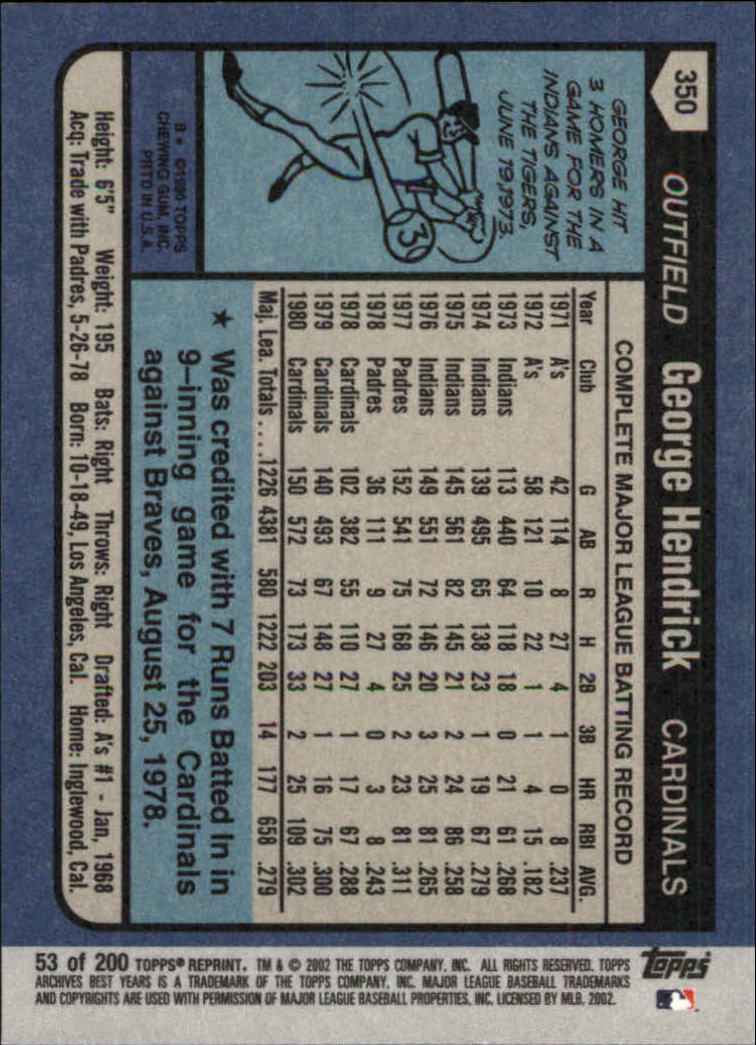 350
OUTFIELD George Hendrick CARDINALS
GEORGE HIT
3 HOMERS IN A
GAME FOR THE
INDIANS AGAINST
THE TIGERS,
JUNE 19, 1973.
3
B★ ©1980 TOPPS
CHEWING GUM, INC.
PRTD IN U.S.A.
COMPLETE MAJOR LEAGUE BATTING RECORD
Year Club G AB R H 2B 3B HR RBI AVG.
1971 A's 42 114 8 27 4 1 0 8 .237
1972 A's 58 121 10 22 1 1 4 15 .182
1973 Indians 113 440 64 118 18 0 21 61 .268
1974 Indians 139 495 65 138 23 1 19 67 .279
1975 Indians 145 561 82 145 21 2 24 86 .258
1976 Indians 149 551 72 146 20 3 25 81 .265
1977 Padres 152 541 75 168 25 2 23 81 .311
1978 Padres 36 111 9 27 4 0 3 8 .243
1978 Cardinals 102 382 55 110 27 1 17 67 .288
1979 Cardinals 140 493 67 148 27 1 16 75 .300
1980 Cardinals 150 572 73 173 33 2 25 109 .302
Maj. Lea. Totals .... 1226 4381 580 1222 203 14 177 658 .279
★ Was credited with 7 Runs Batted In in
9-inning game for the Cardinals
against Braves, August 25, 1978.
Height: 6'5" Weight: 195 Bats: Right Throws: Right Drafted: A's #1 - Jan, 1968
Acq: Trade with Padres, 5-26-78 Born: 10-18-49, Los Angeles, Cal. Home: Inglewood, Cal.
53 of 200 TOPPS® REPRINT. TM & © 2002 THE TOPPS COMPANY, INC. ALL RIGHTS RESERVED. TOPPS
ARCHIVES BEST YEARS IS A TRADEMARK OF THE TOPPS COMPANY, INC. MAJOR LEAGUE BASEBALL TRADEMARKS
AND COPYRIGHTS ARE USED WITH PERMISSION OF MAJOR LEAGUE BASEBALL PROPERTIES, INC. LICENSED BY MLB. 2002.
Topps